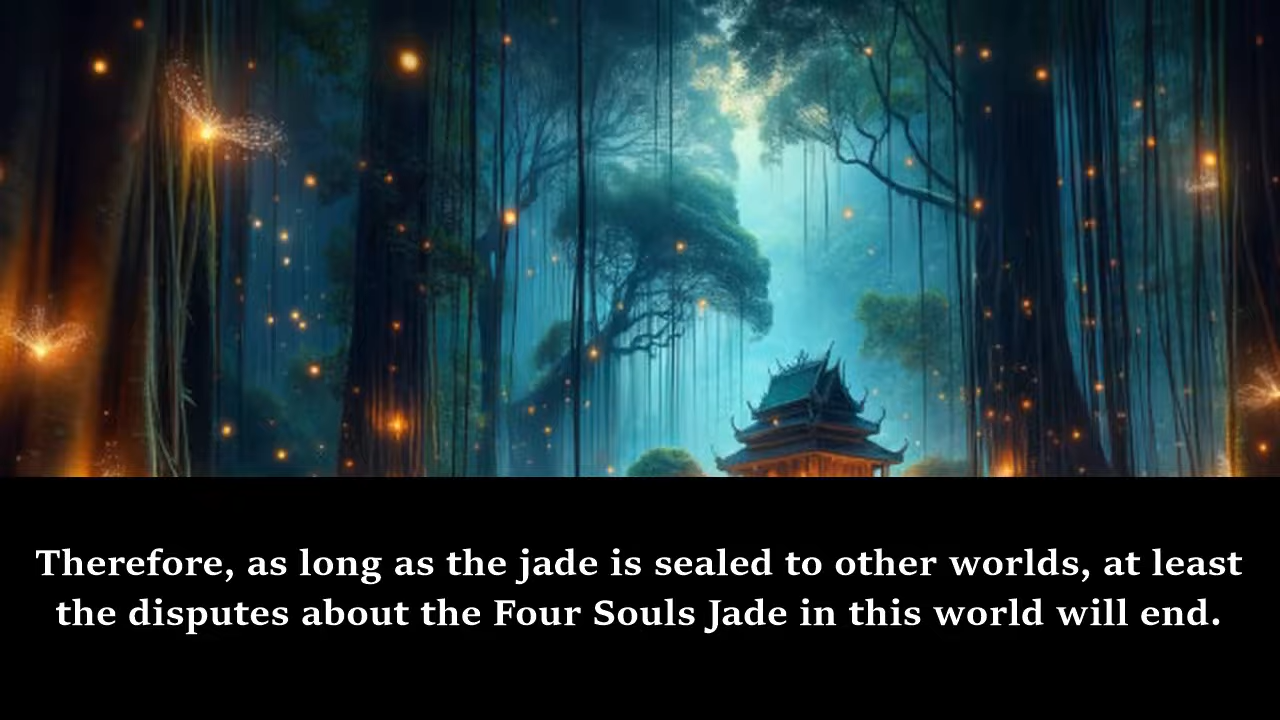 Therefore, as long as the jade is sealed to other worlds, at least
the disputes about the Four Souls Jade in this world will end.